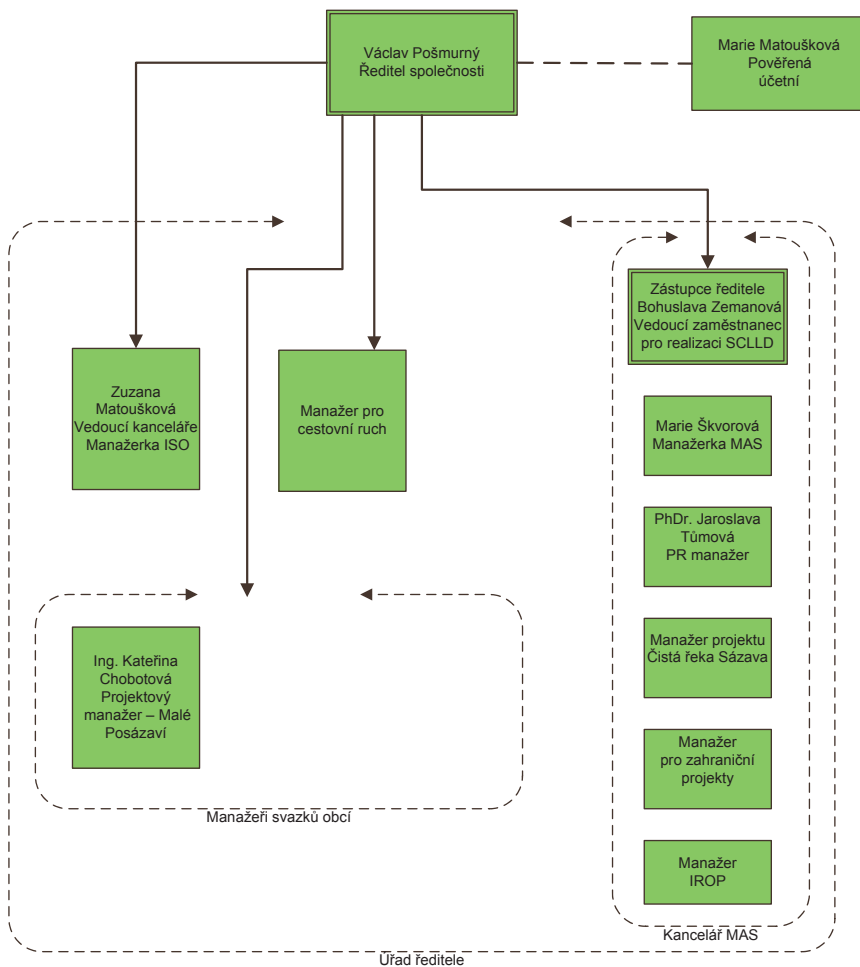 Václav Pošmurný
Ředitel společnosti
Marie Matoušková
Pověřená
účetní
Zástupce ředitele
Bohuslava Zemanová
Vedoucí zaměstnanec
pro realizaci SCLLD
Zuzana
Matoušková
Vedoucí kanceláře
Manažerka ISO
Manažer pro
cestovní ruch
Marie Škvorová
Manažerka MAS
PhDr. Jaroslava
Tůmová
PR manažer
Manažer projektu
Čistá řeka Sázava
Ing. Kateřina
Chobotová
Projektový
manažer – Malé
Posázaví
Manažer
pro zahraniční
projekty
Manažeři svazků obcí
Manažer
IROP
Kancelář MAS
Úřad ředitele